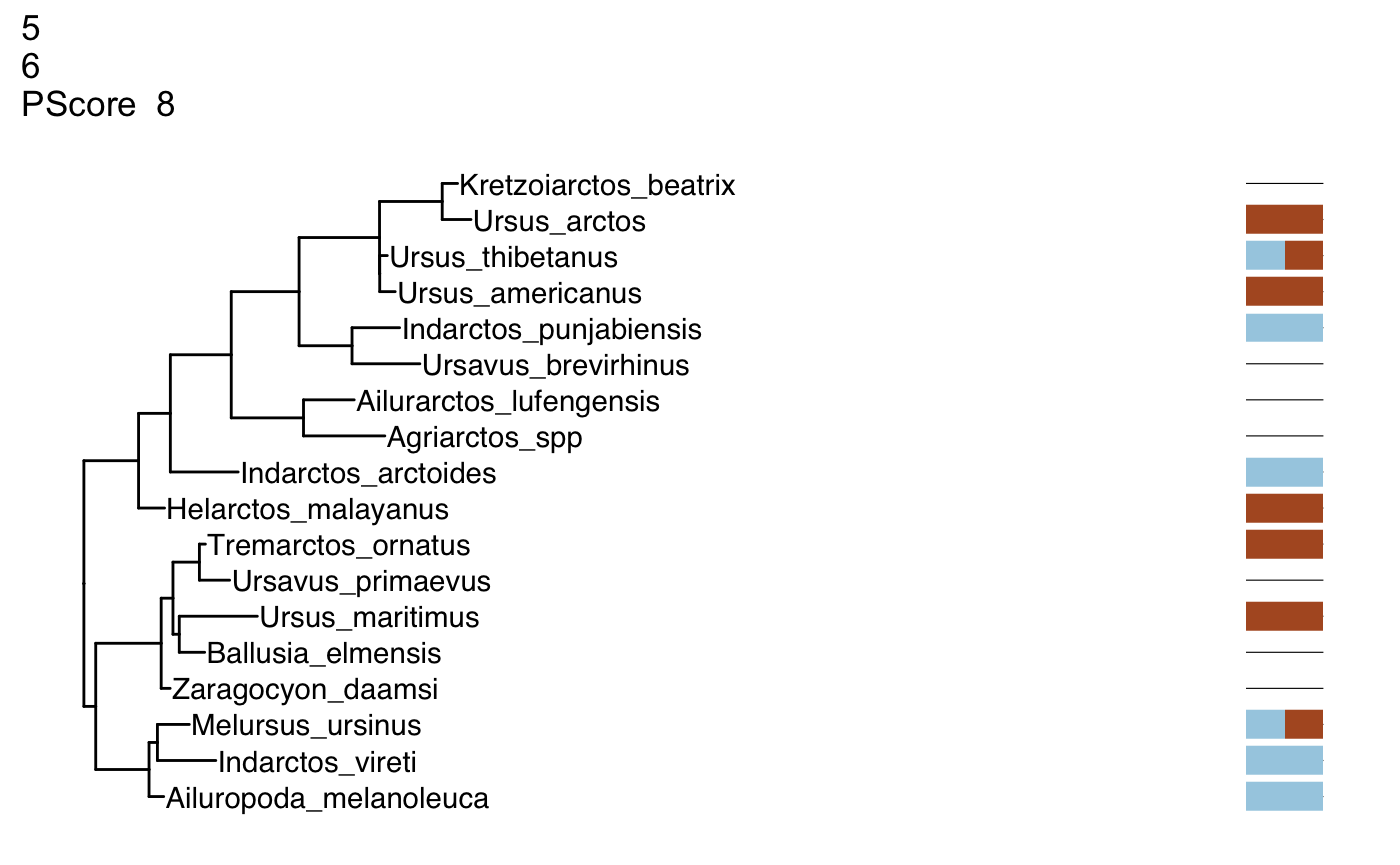 5
6
PScore 8
Kretzoiarctos_beatrix
Ursus_arctos
Ursus_thibetanus
Ursus_americanus
Indarctos_punjabiensis
Ursavus_brevirhinus
Ailurarctos_lufengensis
Agriarctos_spp
Indarctos_arctoides
Helarctos_malayanus
Tremarctos_ornatus
Ursavus_primaevus
Ursus_maritimus
Ballusia_elmensis
Zaragocyon_daamsi
Melursus_ursinus
Indarctos_vireti
Ailuropoda_melanoleuca